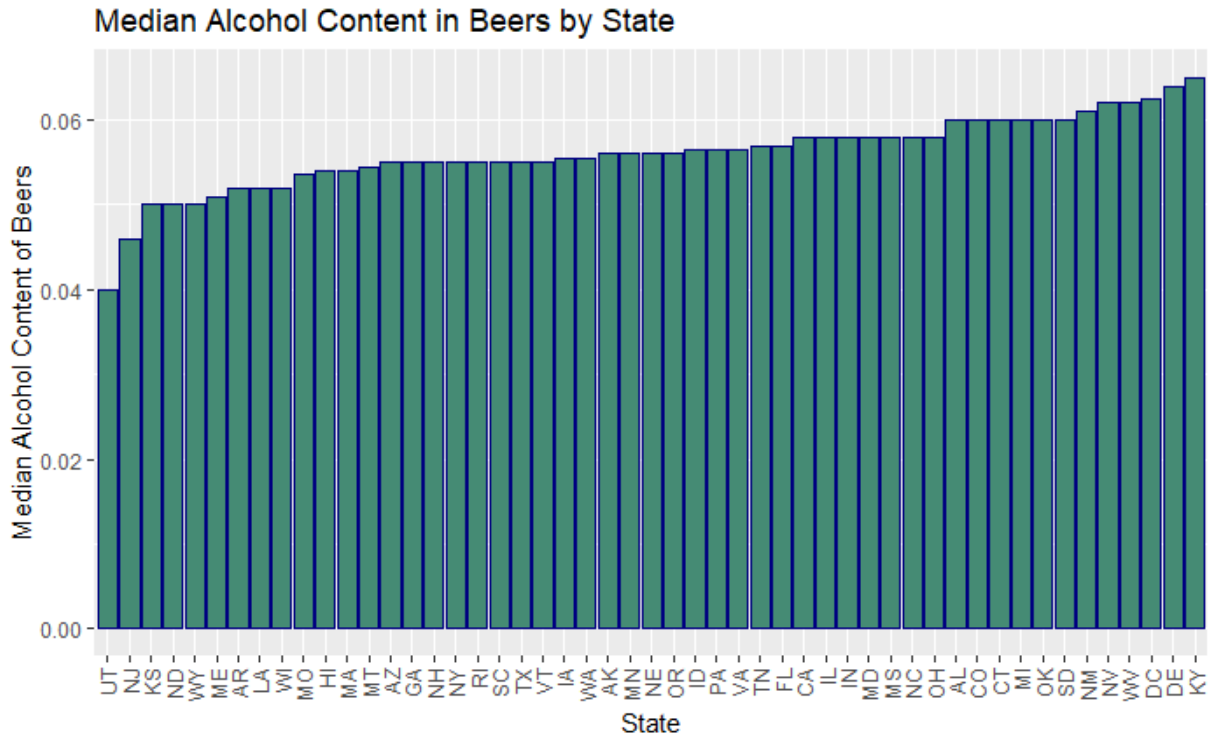 Median Alcohol Content in Beers by State
Median Alcohol Content of Beers
0.06
0.04
0.02
0.00
UT NJ KS ND WY ME AR LA WI MO HI MA MT AZ GA NH NY RI SC TX VT IA WA AK MN NE OR ID PA VA TN FL CA IL IN MD MS NC OH AL CO CT MI OK SD NM NV WV DC DE KY
State